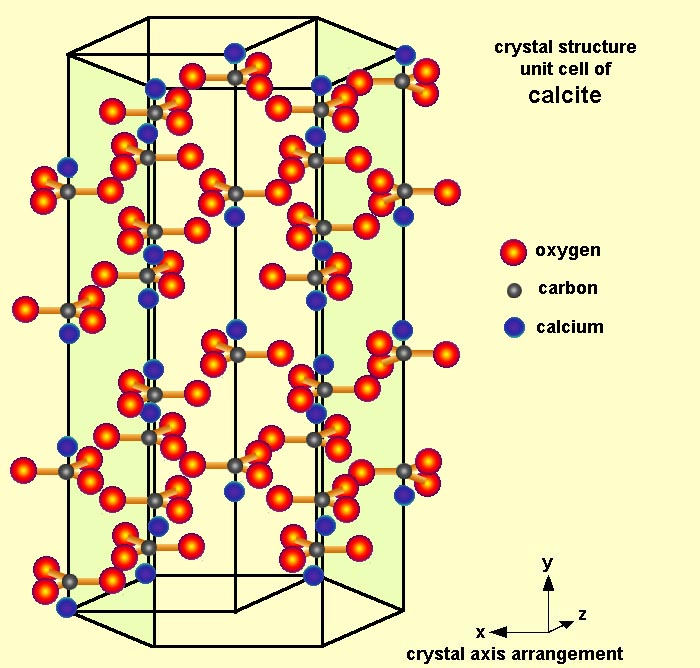 crystal structure
unit cell of
calcite
oxygen
carbon
calcium
y
z
x
crystal axis arrangement